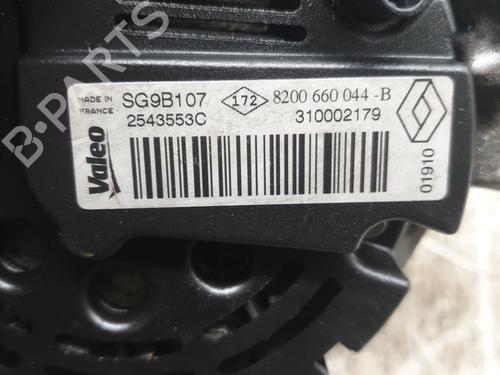 B-PARTS
MADE IN
FRANCE
Valeo
SG9B107
172
8200 660 044 -B
2543553C
310002179
01910